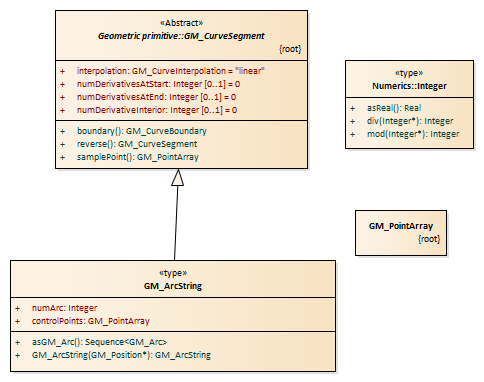 «Abstract»
Geometric primitive::GM_CurveSegment
{root}
+ interpolation: GM_CurveInterpolation = "linear"
+ numDerivativesAtStart: Integer [0..1] = 0
+ numDerivativesAtEnd: Integer [0..1] = 0
+ numDerivativeInterior: Integer [0..1] = 0
+ boundary(): GM_CurveBoundary
+ reverse(): GM_CurveSegment
+ samplePoint(): GM_PointArray
«type»
Numerics::Integer
+ asReal(): Real
+ div(Integer*): Integer
+ mod(Integer*): Integer
GM_PointArray
{root}
«type»
GM_ArcString
+ numArc: Integer
+ controlPoints: GM_PointArray
+ asGM_Arc(): Sequence<GM_Arc>
+ GM_ArcString(GM_Position*): GM_ArcString